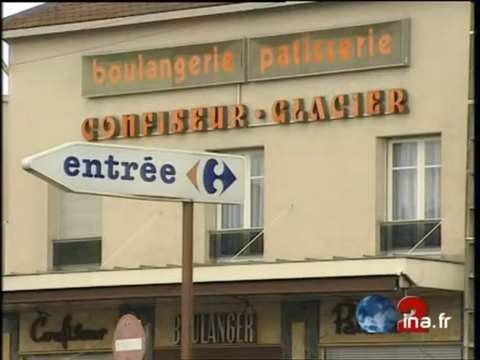 boulangerie patisserie
CONFISEUR - GLACIER
entrée
Confiseur BOULANGER
ina.fr